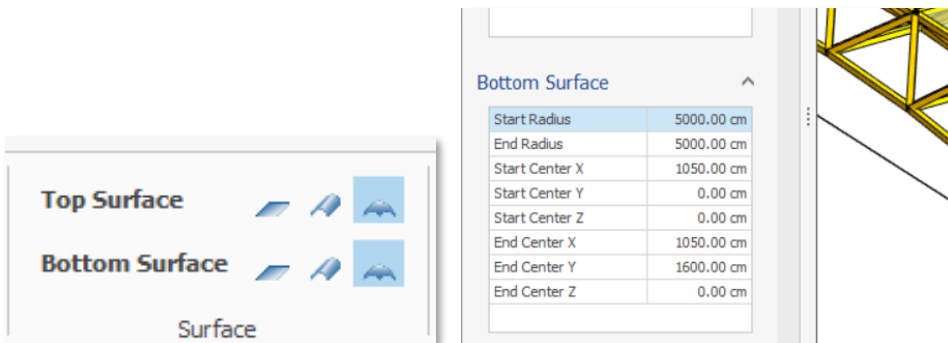 Top Surface
Bottom Surface
Surface
Bottom Surface
Start Radius 5000.00 cm
End Radius 5000.00 cm
Start Center X 1050.00 cm
Start Center Y 0.00 cm
Start Center Z 0.00 cm
End Center X 1050.00 cm
End Center Y 1600.00 cm
End Center Z 0.00 cm